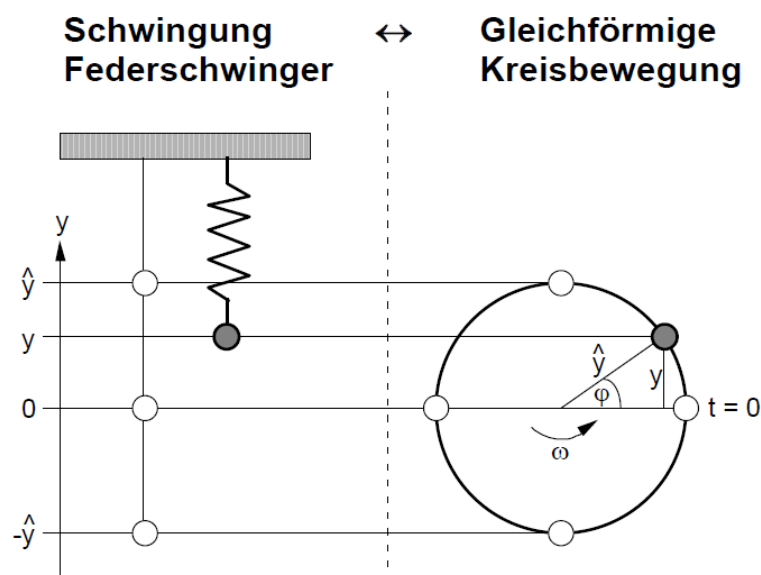 Schwingung ↔ Gleichförmige
Federschwinger Kreisbewegung
y
ŷ
y
0
-ŷ
ŷ
y
φ
t = 0
ω